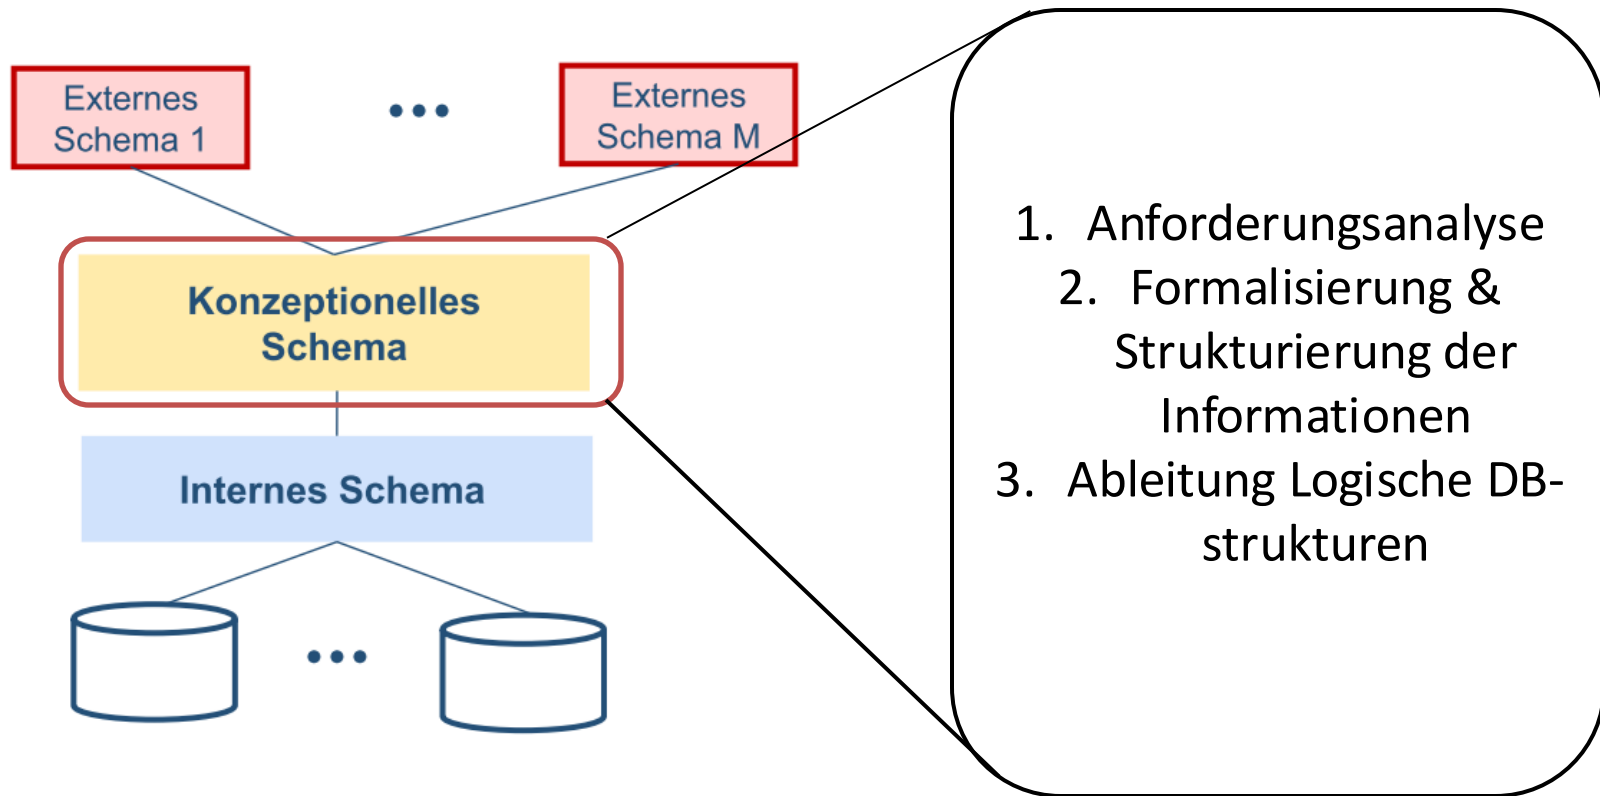 Externes
Schema 1
Externes
Schema M
Konzeptionelles
Schema
Internes Schema
1. Anforderungsanalyse
2. Formalisierung &
Strukturierung der
Informationen
3. Ableitung Logische DB-
strukturen